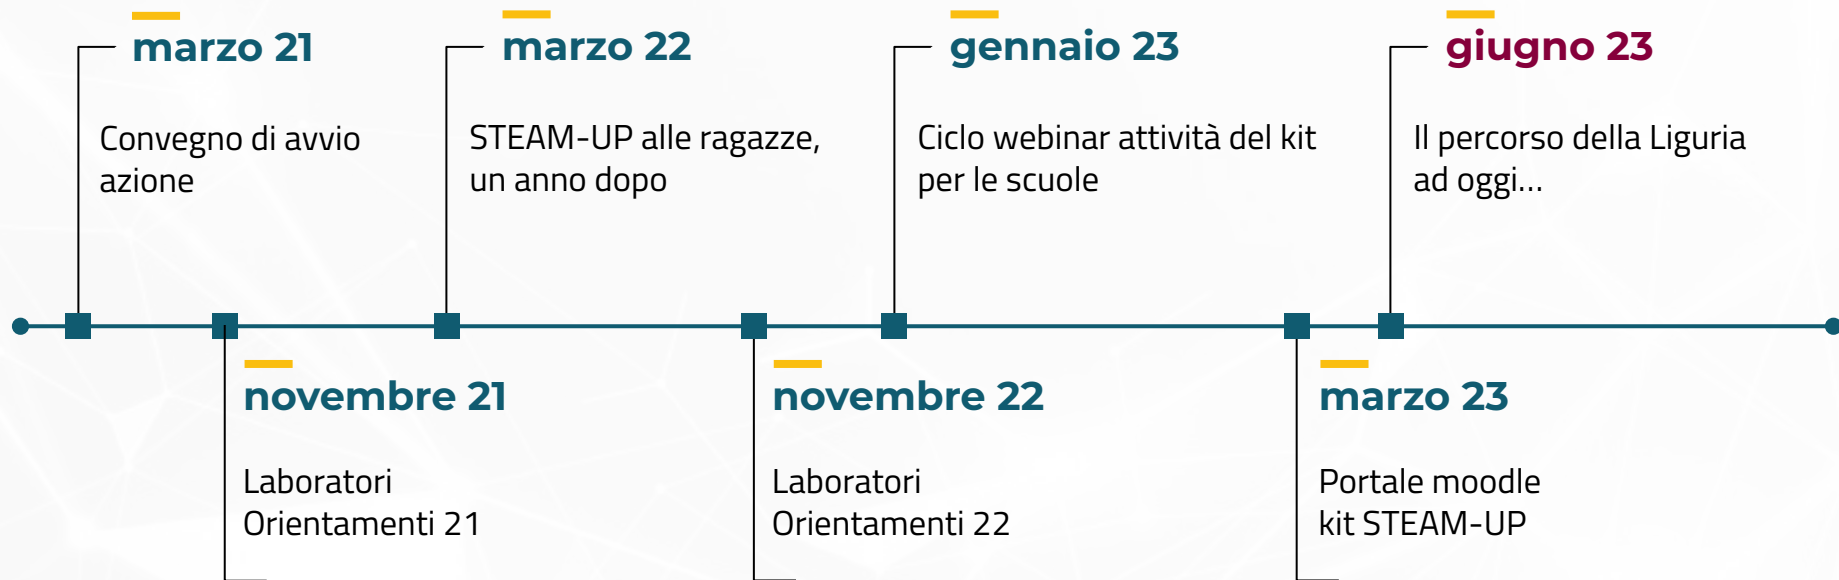 marzo 21
Convegno di avvio
azione
marzo 22
STEAM-UP alle ragazze,
un anno dopo
gennaio 23
Ciclo webinar attività del kit
per le scuole
giugno 23
Il percorso della Liguria
ad oggi...
novembre 21
Laboratori
Orientamenti 21
novembre 22
Laboratori
Orientamenti 22
marzo 23
Portale moodle
kit STEAM-UP